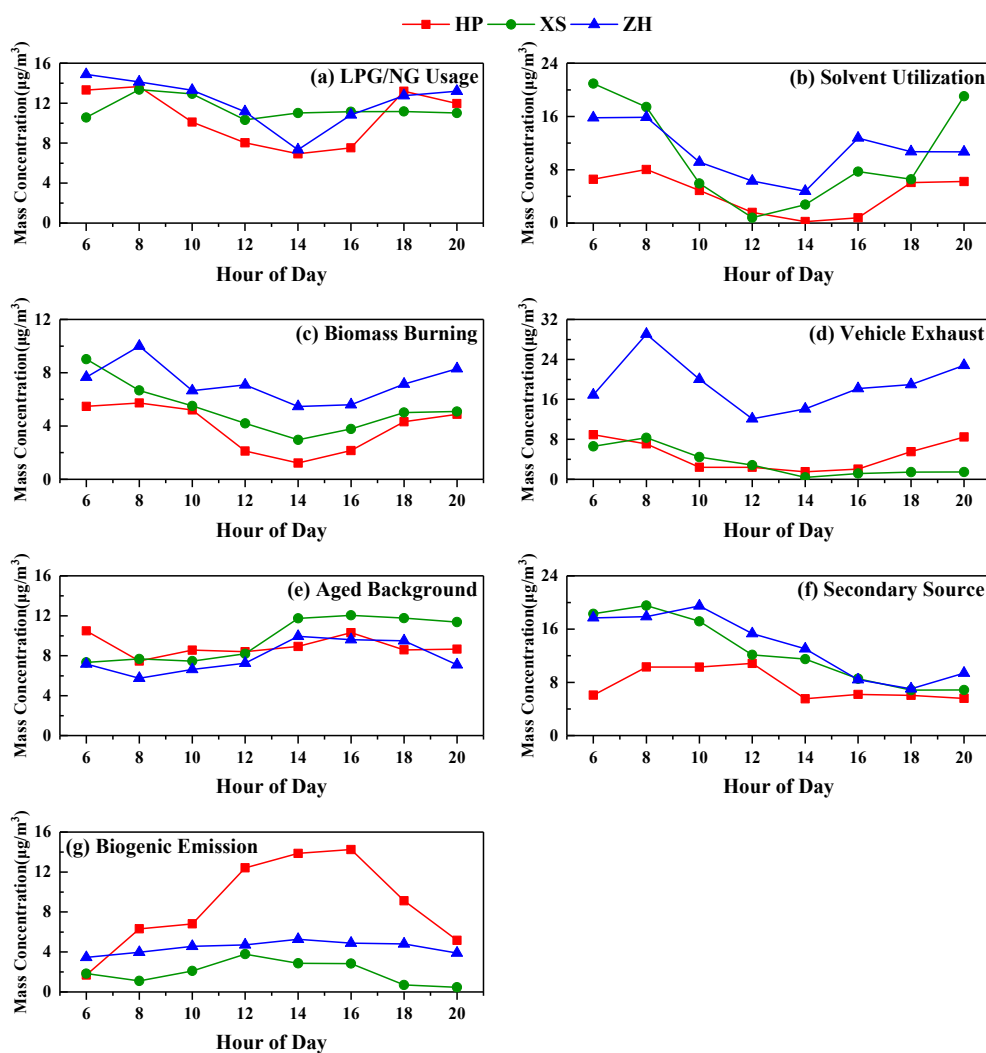 HP XS ZH
(a) LPG/NG Usage
Mass Concentration(μg/m³)
16
12
8
4
0
6 8 10 12 14 16 18 20
Hour of Day
(b) Solvent Utilization
Mass Concentration(μg/m³)
24
16
8
0
6 8 10 12 14 16 18 20
Hour of Day
(c) Biomass Burning
Mass Concentration(μg/m³)
12
8
4
0
6 8 10 12 14 16 18 20
Hour of Day
(d) Vehicle Exhaust
Mass Concentration(μg/m³)
32
24
16
8
0
6 8 10 12 14 16 18 20
Hour of Day
(e) Aged Background
Mass Concentration(μg/m³)
16
12
8
4
0
6 8 10 12 14 16 18 20
Hour of Day
(f) Secondary Source
Mass Concentration(μg/m³)
24
16
8
0
6 8 10 12 14 16 18 20
Hour of Day
(g) Biogenic Emission
Mass Concentration(μg/m³)
16
12
8
4
0
6 8 10 12 14 16 18 20
Hour of Day